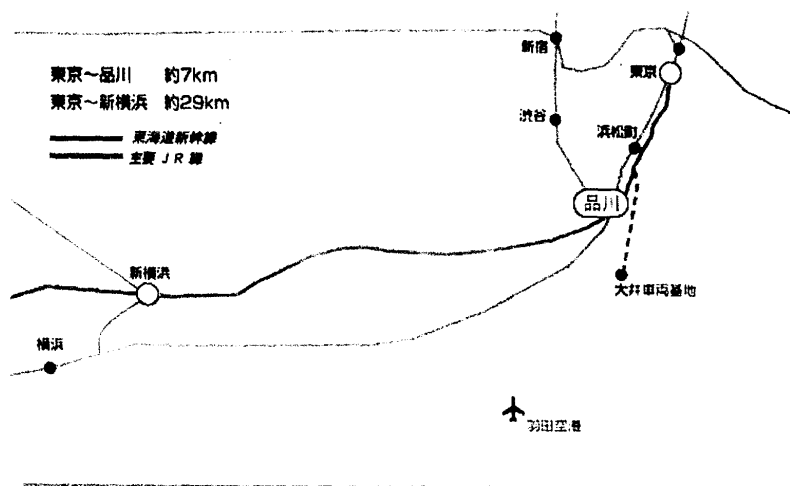 東京～品川 約7km
東京～新横浜 約29km
東海道新幹線
主要JR線
新宿
東京
渋谷
浜松町
品川
新横浜
大井車両基地
横浜
羽田空港